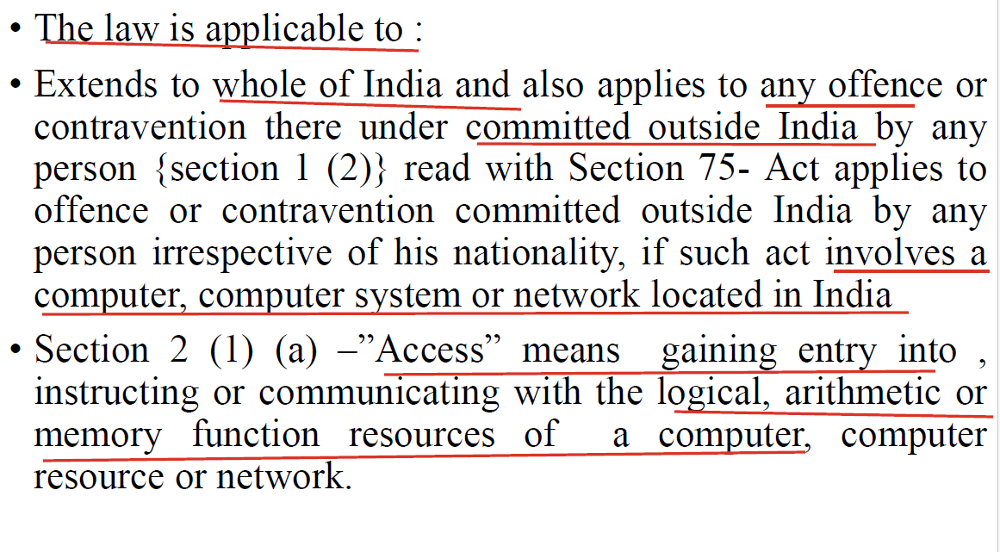 • The law is applicable to :
• Extends to whole of India and also applies to any offence or
contravention there under committed outside India by any
person {section 1 (2)} read with Section 75- Act applies to
offence or contravention committed outside India by any
person irrespective of his nationality, if such act involves a
computer, computer system or network located in India
• Section 2 (1) (a) –”Access” means gaining entry into ,
instructing or communicating with the logical, arithmetic or
memory function resources of a computer, computer
resource or network.